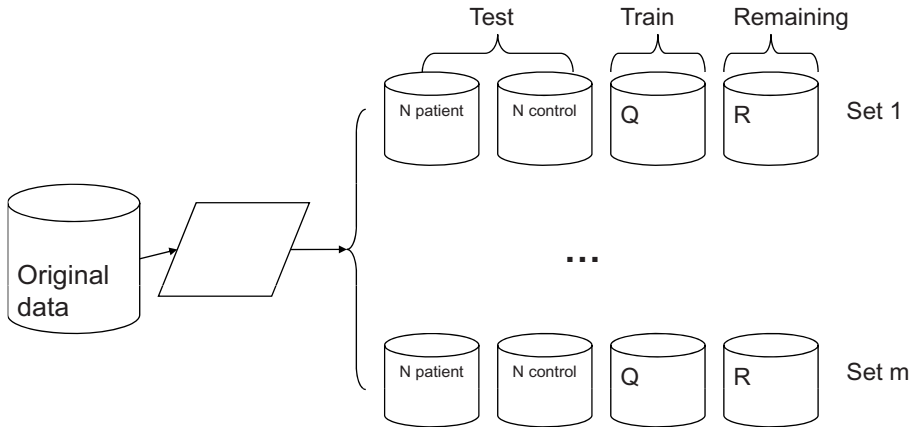 Test Train Remaining
N patient N control Q R Set 1
Original
data
...
N patient N control Q R Set m